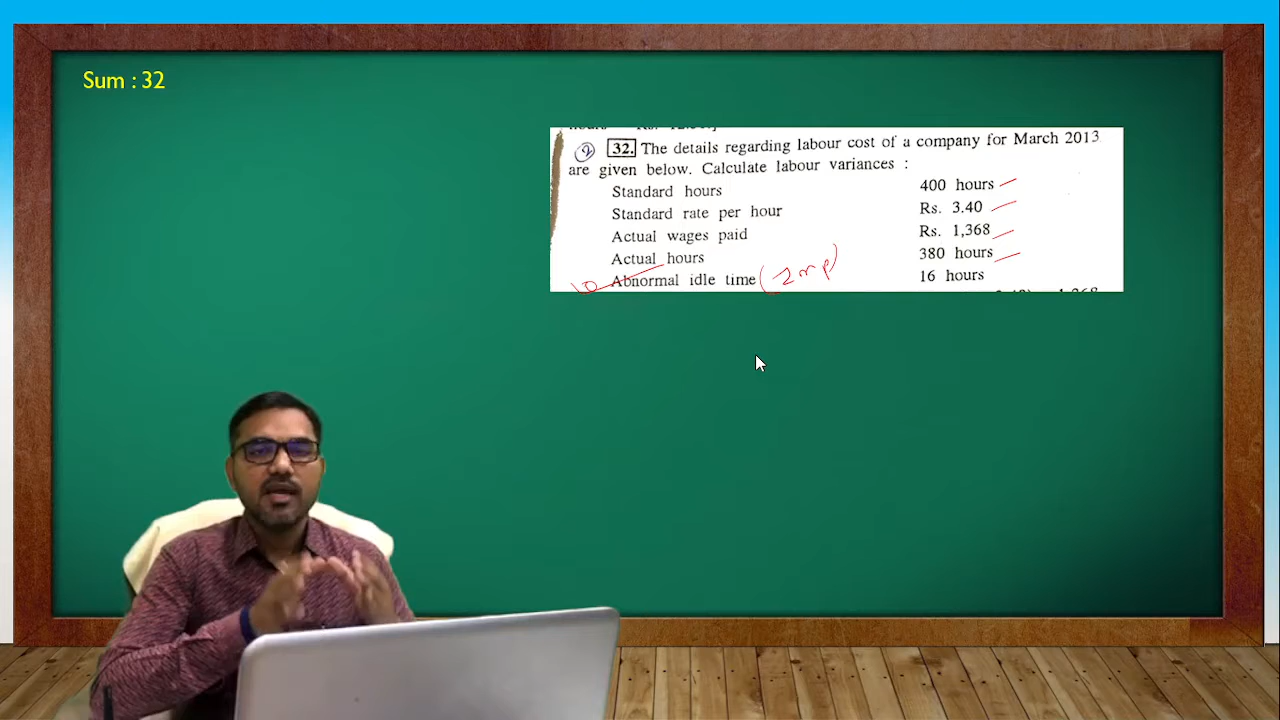 Sum : 32
32. The details regarding labour cost of a company for March 2013
are given below. Calculate labour variances :
Standard hours 400 hours
Standard rate per hour Rs. 3.40
Actual wages paid Rs. 1,368
Actual hours 380 hours
Abnormal idle time (Imp) 16 hours